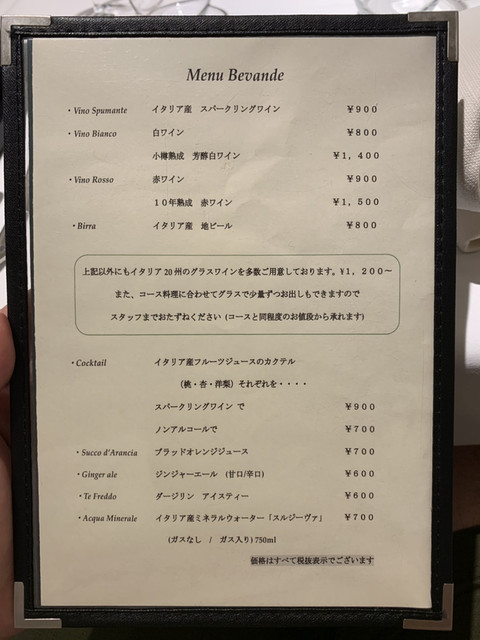 Menu Bevande
・Vino Spumante イタリア産 スパークリングワイン ￥９００
・Vino Bianco 白ワイン ￥８００
小樽熟成 芳醇白ワイン ￥１，４００
・Vino Rosso 赤ワイン ￥９００
１０年熟成 赤ワイン ￥１，５００
・Birra イタリア産 地ビール ￥８００
上記以外にもイタリア 20 州のグラスワインを多数ご用意しております。￥１，２００～
また、コース料理に合わせてグラスで少量ずつお出しもできますので
スタッフまでおたずねください (コースと同程度のお値段から承れます)
・Cocktail イタリア産フルーツジュースのカクテル
（桃・杏・洋梨）それぞれを・・・・
スパークリングワイン で ￥９００
ノンアルコールで ￥７００
・Succo d'Arancia ブラッドオレンジジュース ￥７００
・Ginger ale ジンジャーエール (甘口/辛口) ￥６００
・Te Freddo ダージリン アイスティー ￥６００
・Acqua Minerale イタリア産ミネラルウォーター「スルジーヴァ」 ￥７００
(ガスなし / ガス入り) 750ml
価格はすべて税抜表示でございます